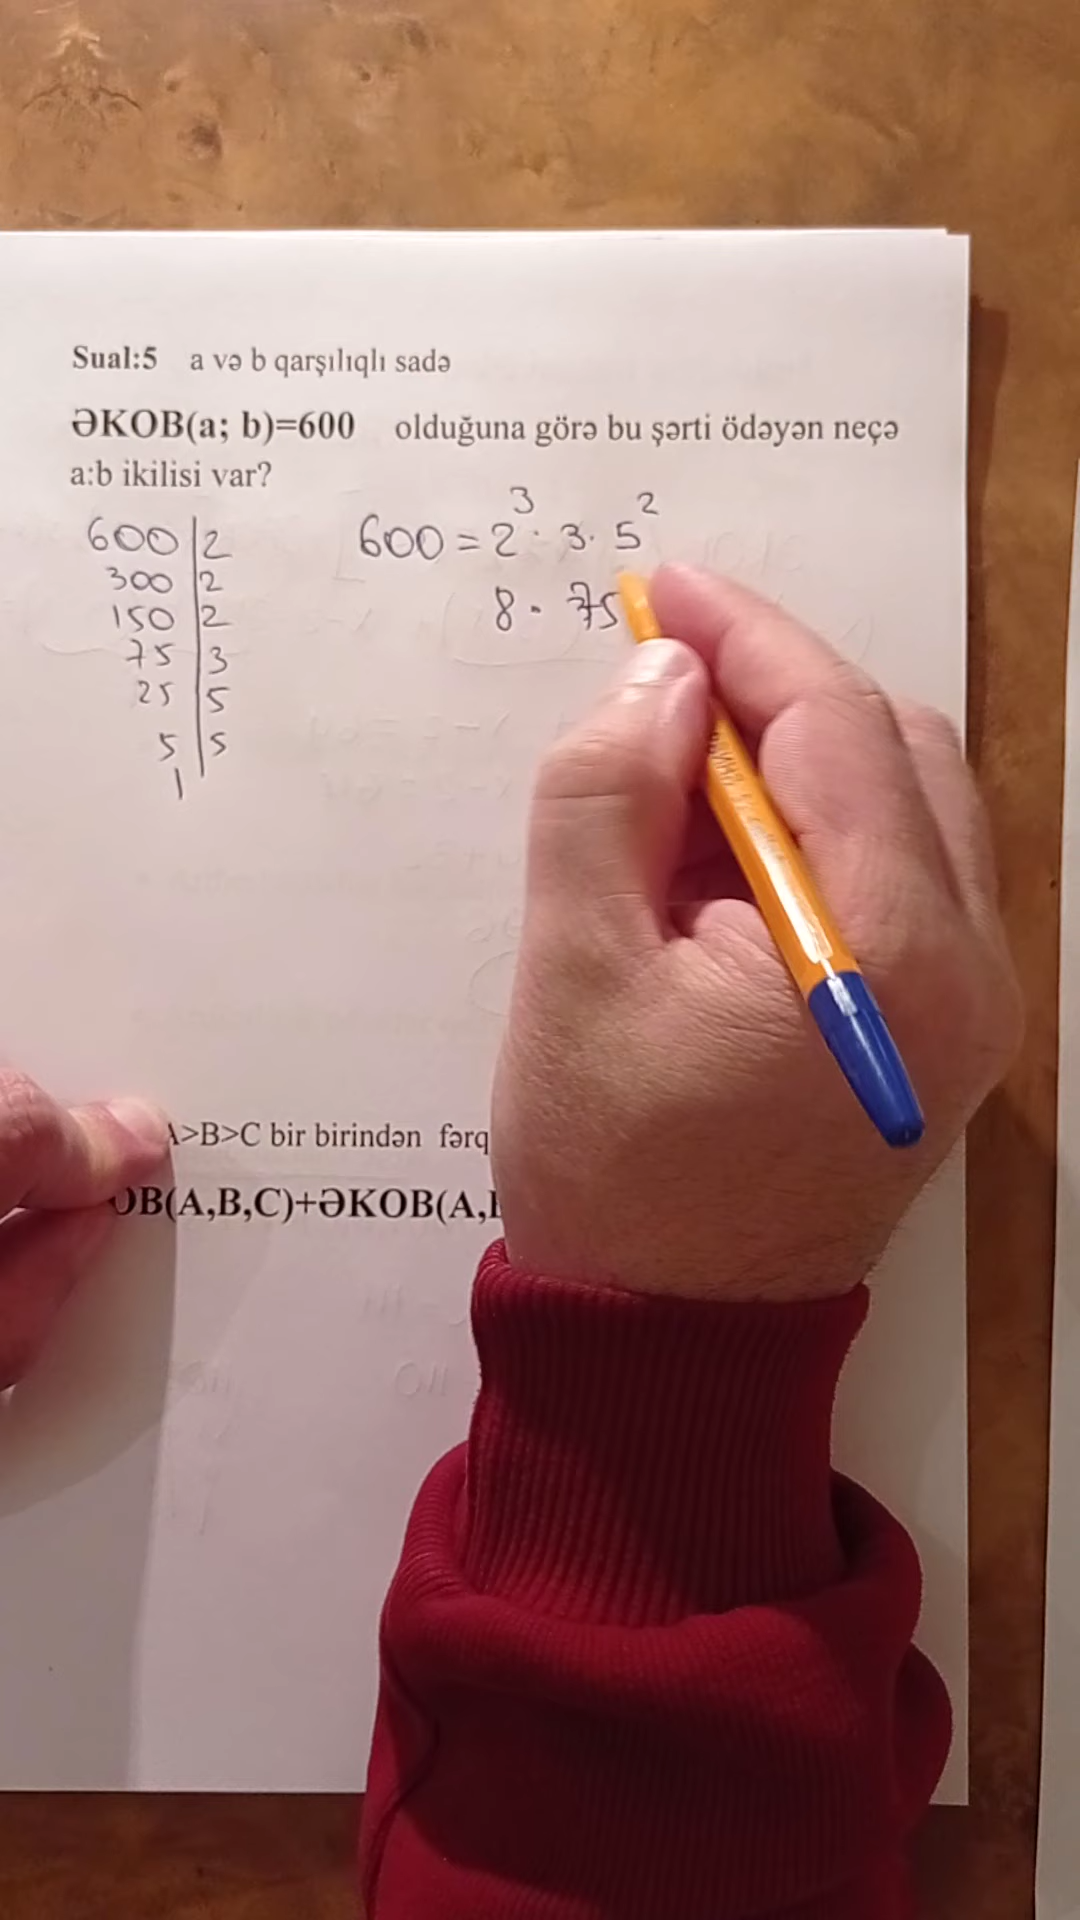 Sual:5 a və b qarşılıqlı sadə
ƏKOB(a; b)=600 olduğuna görə bu şərti ödəyən neçə
a:b ikilisi var?
600 | 2
300 | 2
150 | 2
75 | 3
25 | 5
5 | 5
1
600 = 2³ · 3 · 5²
8 · 75
A>B>C bir birindən fərq
OB(A,B,C)+ƏKOB(A,